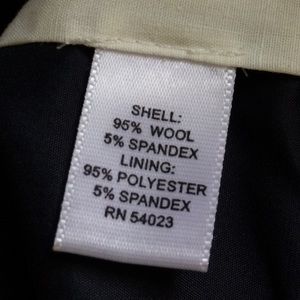 SHELL:
95% WOOL
5% SPANDEX
LINING:
95% POLYESTER
5% SPANDEX
RN 54023